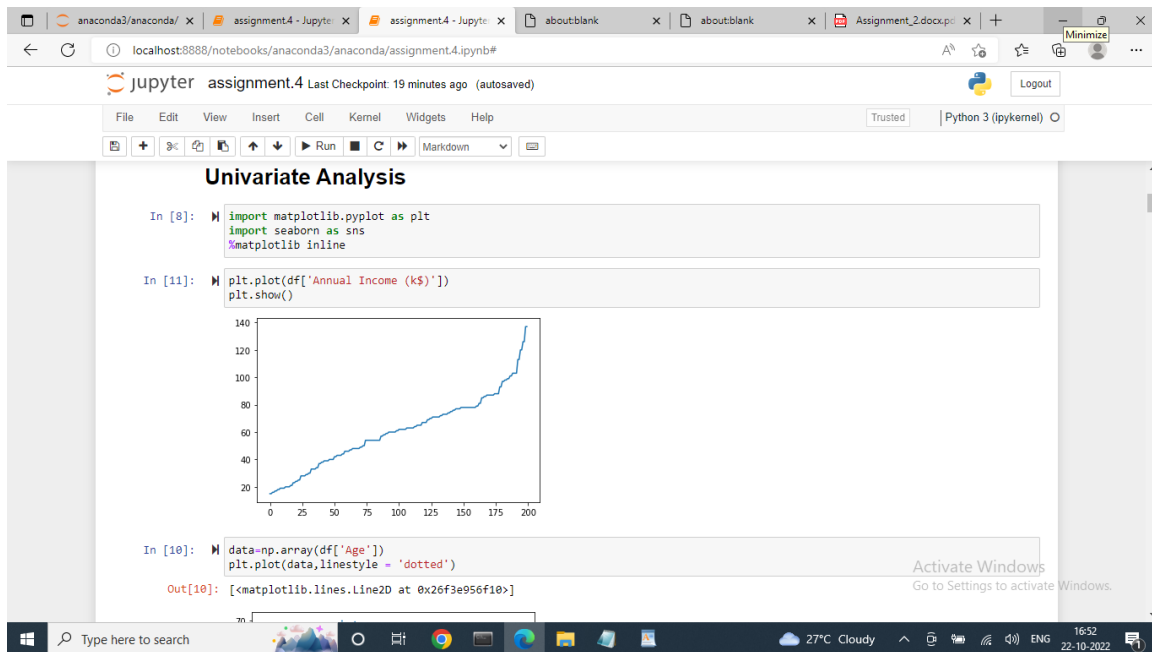 anaconda3/anaconda/
assignment.4 - Jupyte
assignment.4 - Jupyte
about:blank
about:blank
Assignment_2.docx.pd
Minimize
localhost:8888/notebooks/anaconda3/anaconda/assignment.4.ipynb#
jupyter assignment.4 Last Checkpoint: 19 minutes ago (autosaved)
Logout
File Edit View Insert Cell Kernel Widgets Help
Trusted
Python 3 (ipykernel)
Run
Markdown
Univariate Analysis
In [8]:
import matplotlib.pyplot as plt
import seaborn as sns
%matplotlib inline
In [11]:
plt.plot(df['Annual Income (k$)'])
plt.show()
140
120
100
80
60
40
20
0 25 50 75 100 125 150 175 200
In [10]:
data=np.array(df['Age'])
plt.plot(data,linestyle = 'dotted')
Out[10]: [<matplotlib.lines.Line2D at 0x26f3e956f10>]
70
Activate Windows
Go to Settings to activate Windows.
Type here to search
27°C Cloudy
ENG
16:52
22-10-2022
1